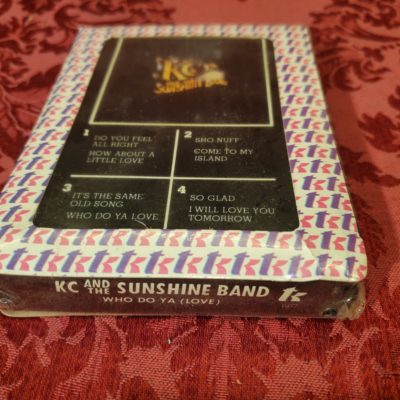 KC
SUNSHINE BAND
1
DO YOU FEEL
ALL RIGHT
HOW ABOUT A
LITTLE LOVE
2
SHO NUFF
COME TO MY
ISLAND
3
IT'S THE SAME
OLD SONG
WHO DO YA LOVE
4
SO GLAD
I WILL LOVE YOU
TOMORROW
KC AND THE SUNSHINE BAND tk
WHO DO YA (LOVE)